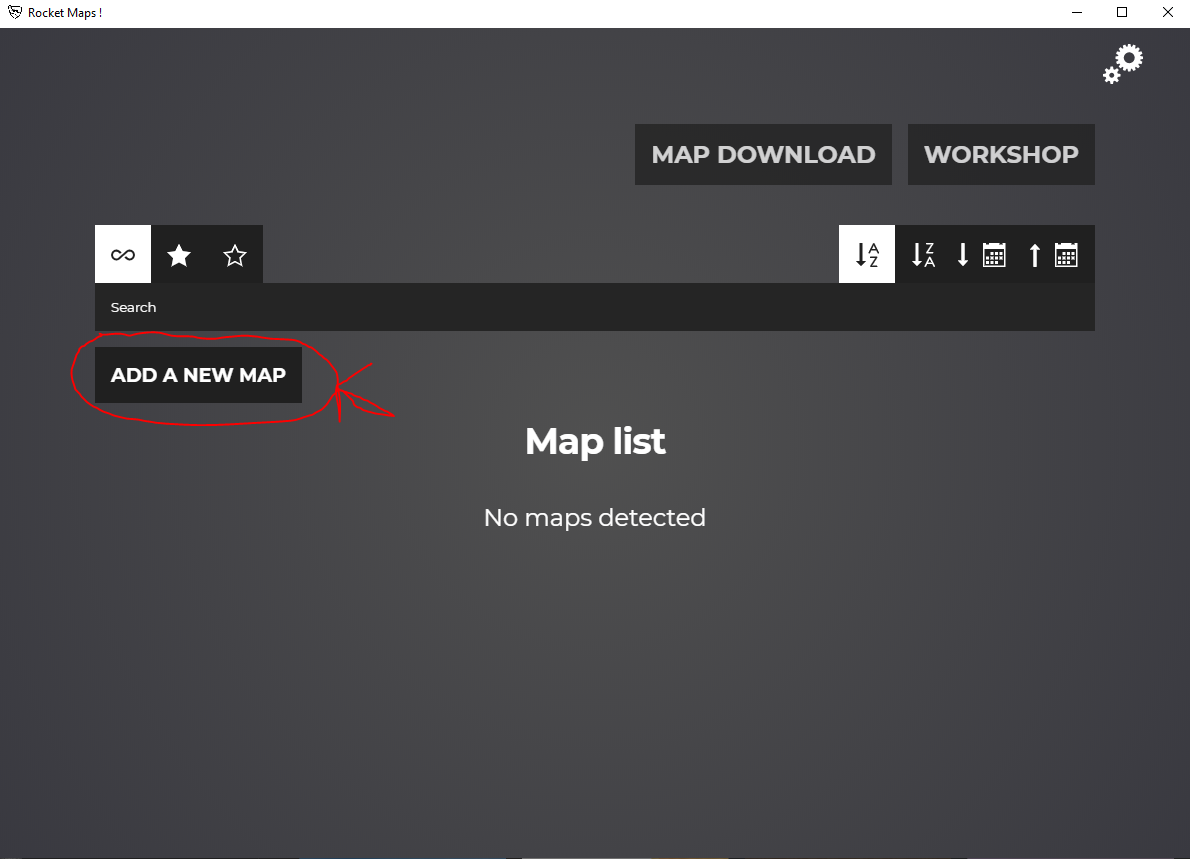 Rocket Maps !
MAP DOWNLOAD
WORKSHOP
A
Z
Z
A
Search
ADD A NEW MAP
Map list
No maps detected